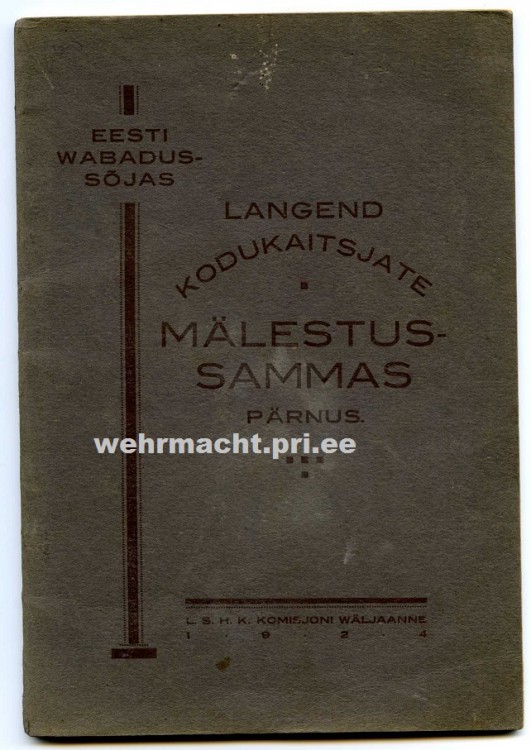 EESTI
WABADUS-
SÕJAS
LANGEND
KODUKAITSJATE
MÄLESTUS-
SAMMAS
PÄRNUS.
wehrmacht.pri.ee
L. S. H. K. KOMISJONI WÄLJAANNE
1 · 9 · 2 · 4